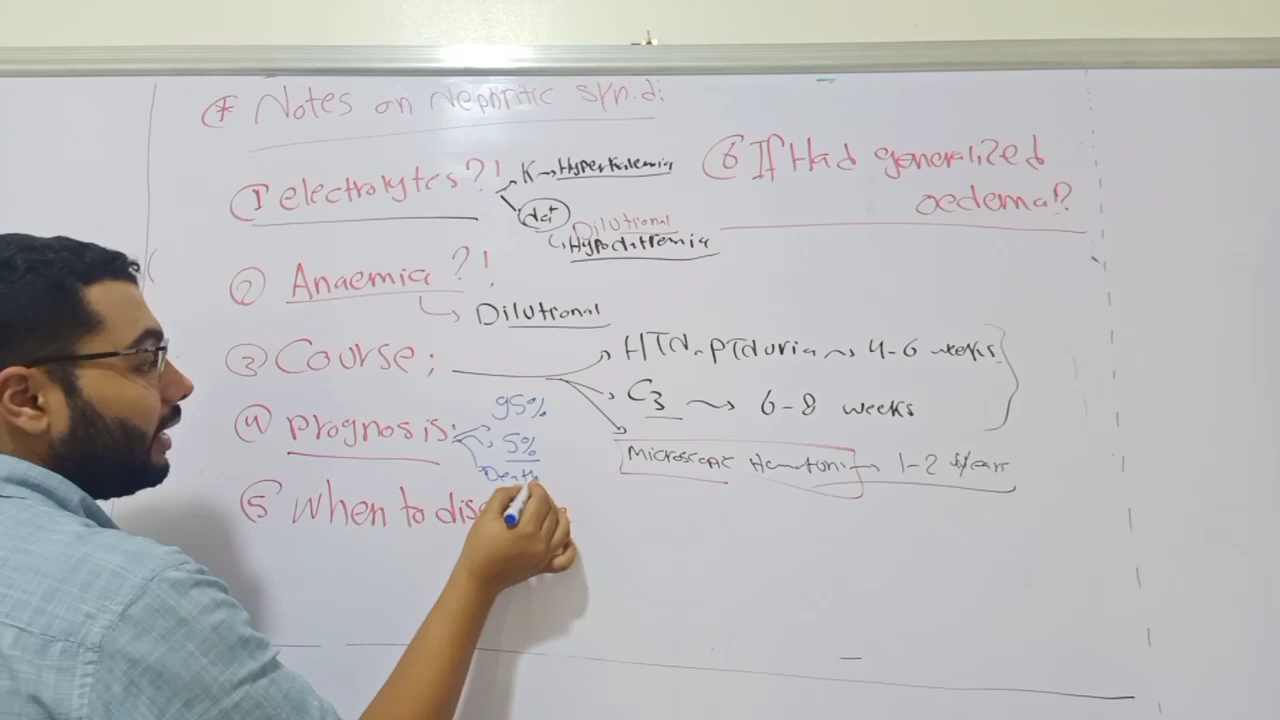 * Notes on Nephritic syn.d:
① electrolytes?! K→Hyperkalemia
Na+
Dilutional
Hyponatremia
② Anaemia?!
Dilutional
③ Course; HTN, PTNuria 4-6 weeks
C3 6-8 weeks
Microscopic Hematuria→ 1-2 years
④ prognosis: 95%
5%
Death
⑤ When to dis
⑥ If Had generalized
oedema?